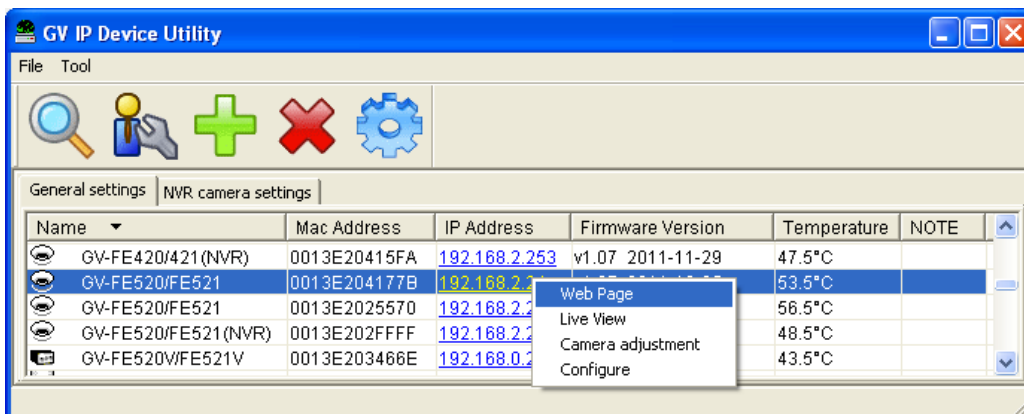 GV IP Device Utility
File Tool
General settings NVR camera settings
Name Mac Address IP Address Firmware Version Temperature NOTE
GV-FE420/421(NVR) 0013E20415FA 192.168.2.253 v1.07 2011-11-29 47.5°C
GV-FE520/FE521 0013E204177B 53.5°C
Web Page
GV-FE520/FE521 0013E2025570 56.5°C
Live View
GV-FE520/FE521(NVR) 0013E202FFFF 48.5°C
Camera adjustment
GV-FE520V/FE521V 0013E203466E 43.5°C
Configure